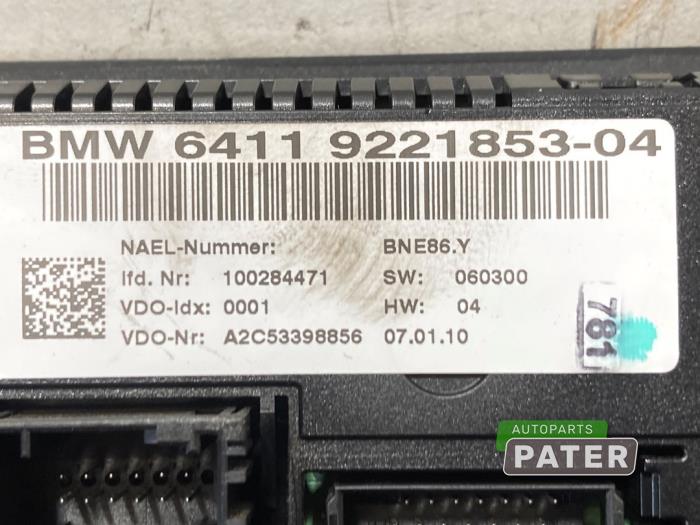 BMW 6411 9221853-04
NAEL-Nummer: BNE86.Y
lfd. Nr: 100284471 SW: 060300
VDO-Idx: 0001 HW: 04
VDO-Nr: A2C53398856 07.01.10
781
AUTOPARTS
PATER